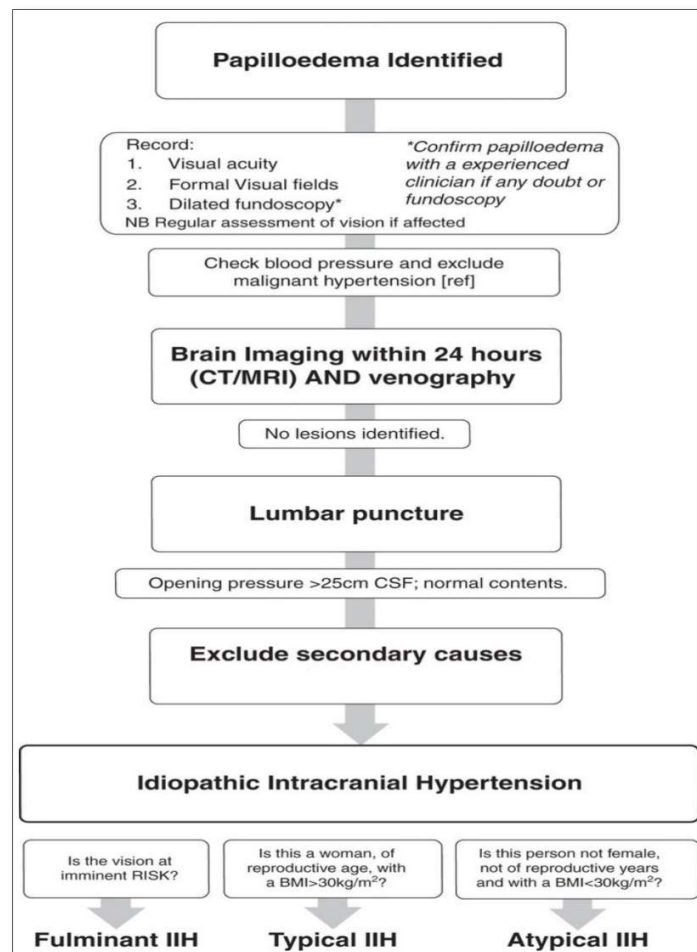 Papilloedema Identified
Record:
1. Visual acuity
2. Formal Visual fields
3. Dilated fundoscopy*
NB Regular assessment of vision if affected
*Confirm papilloedema
with a experienced
clinician if any doubt or
fundoscopy
Check blood pressure and exclude
malignant hypertension [ref]
Brain Imaging within 24 hours
(CT/MRI) AND venography
No lesions identified.
Lumbar puncture
Opening pressure >25cm CSF; normal contents.
Exclude secondary causes
Idiopathic Intracranial Hypertension
Is the vision at
imminent RISK?
Fulminant IIH
Is this a woman, of
reproductive age, with
a BMI>30kg/m²?
Typical IIH
Is this person not female,
not of reproductive years
and with a BMI<30kg/m²?
Atypical IIH